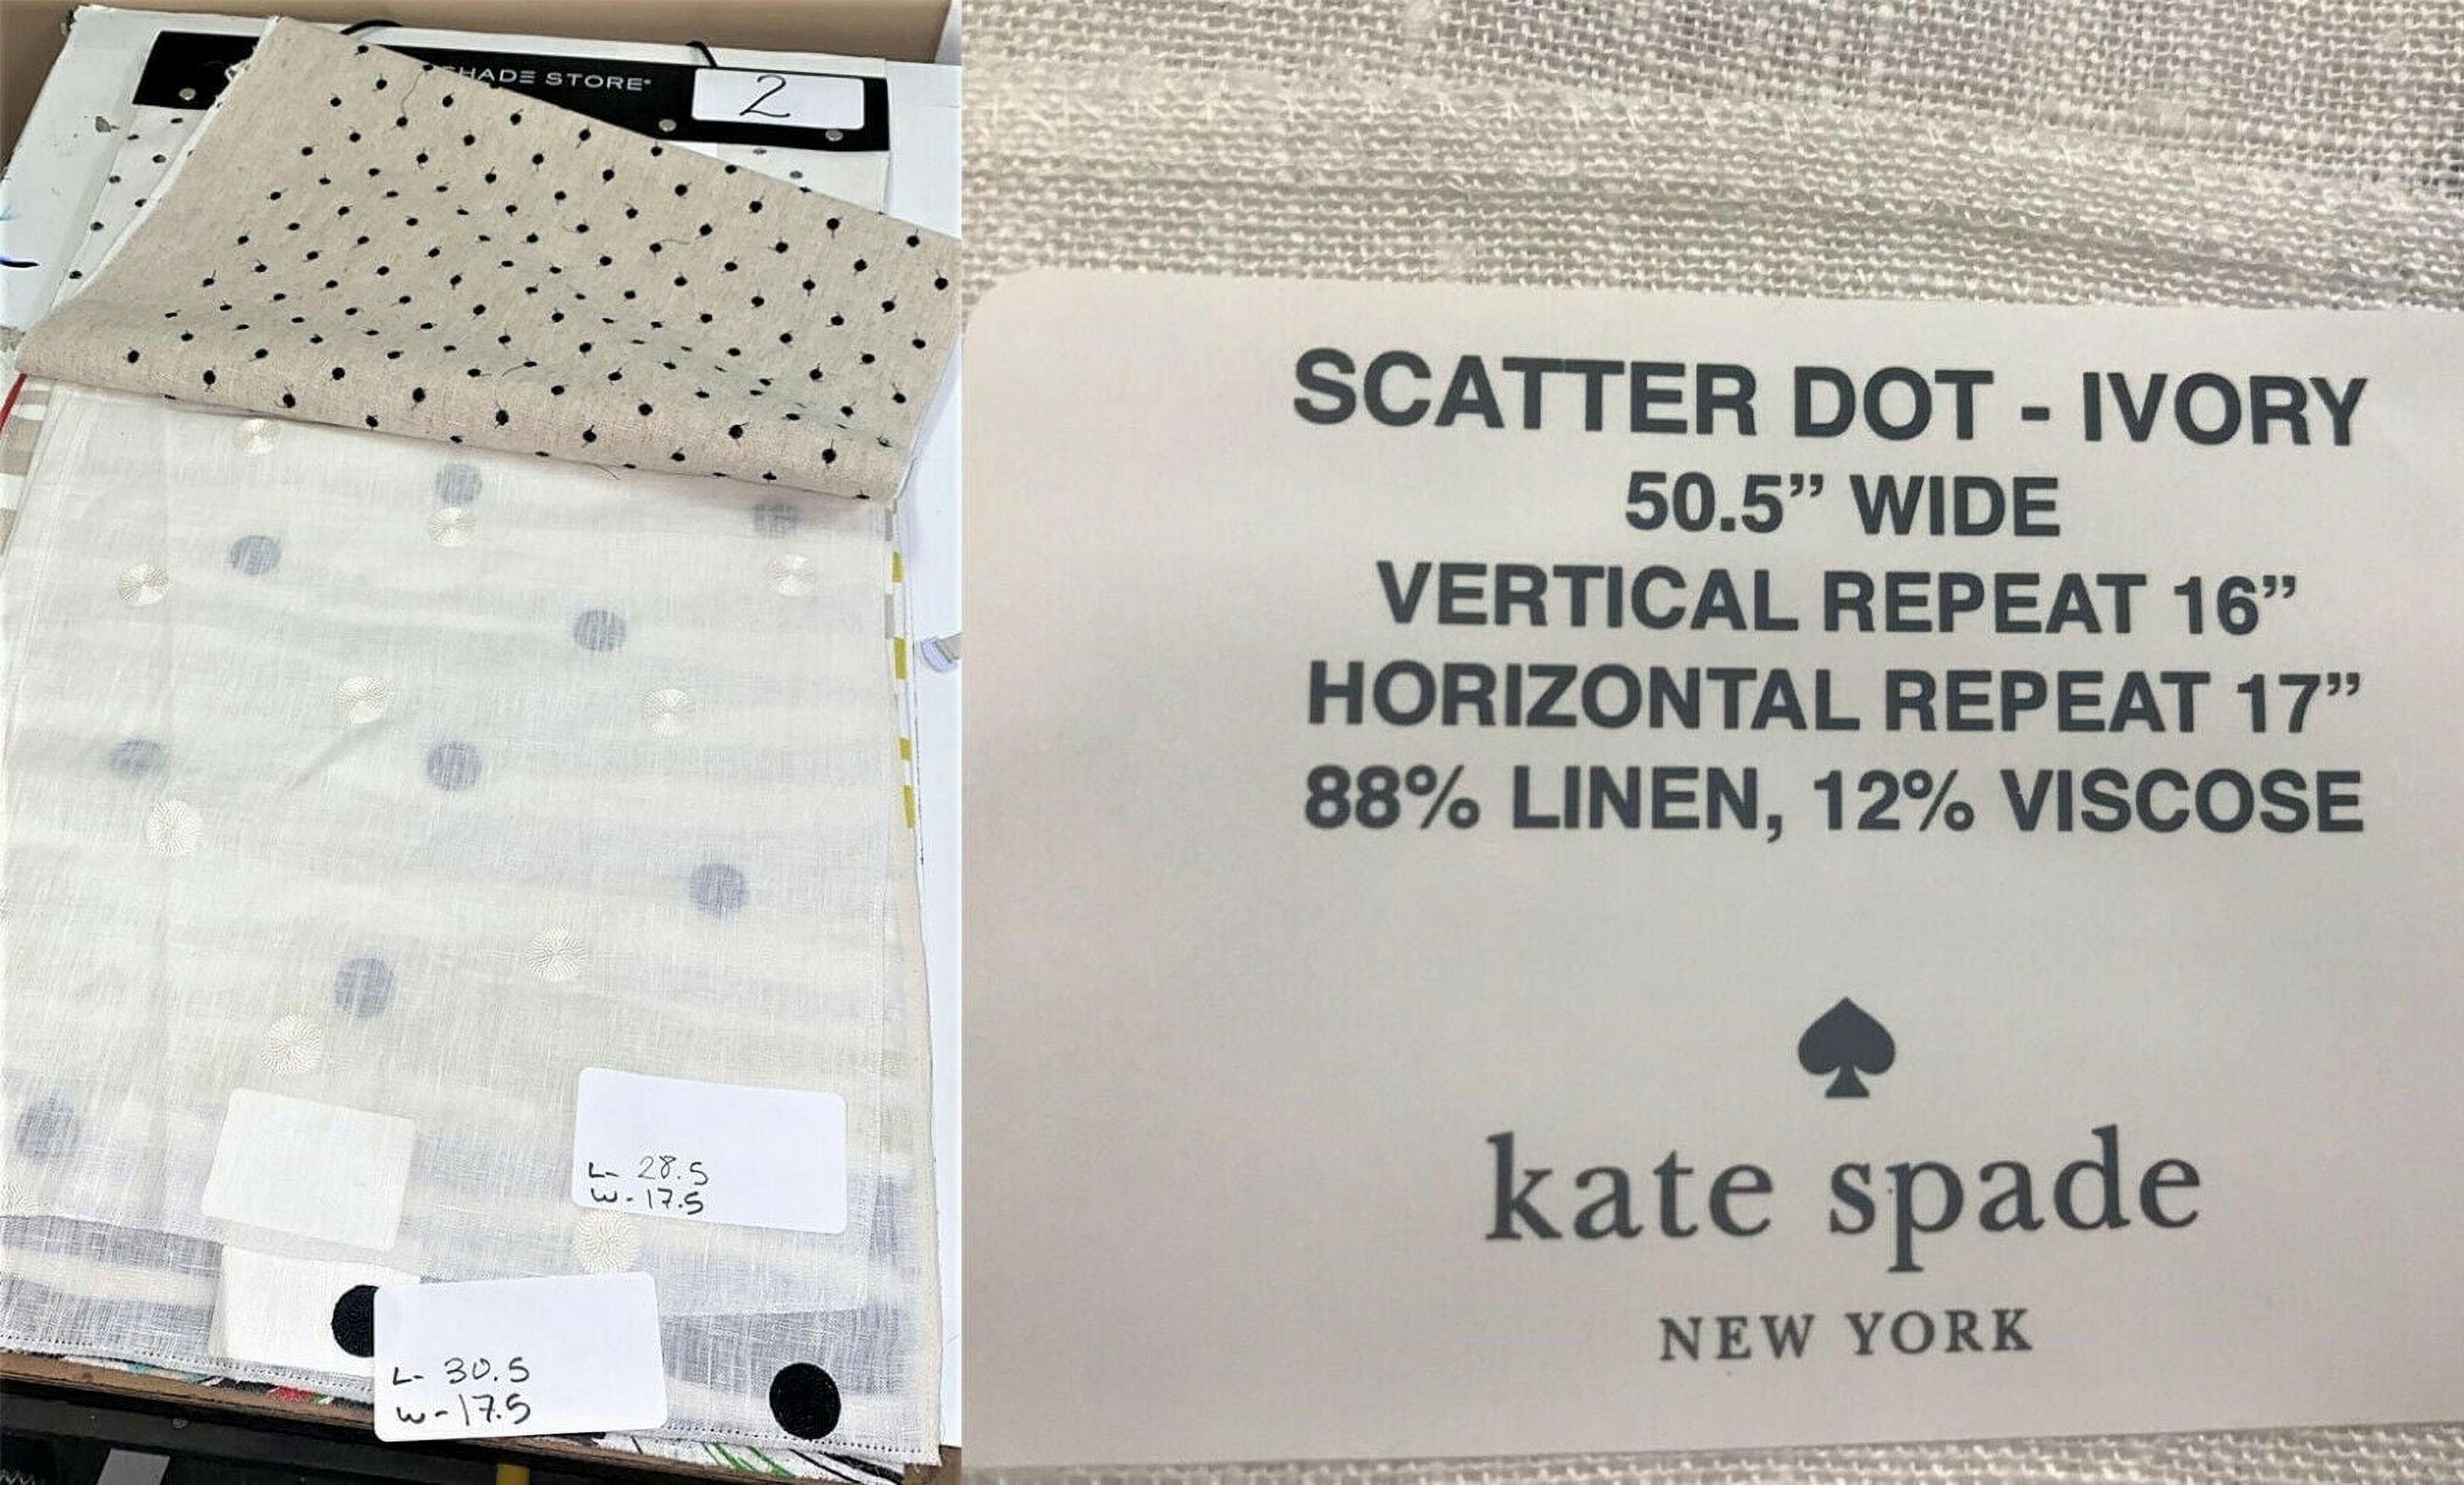 SHADE STORE
2
L- 28.5
W- 17.5
L- 30.5
W- 17.5
SCATTER DOT - IVORY
50.5” WIDE
VERTICAL REPEAT 16”
HORIZONTAL REPEAT 17”
88% LINEN, 12% VISCOSE
kate spade
NEW YORK